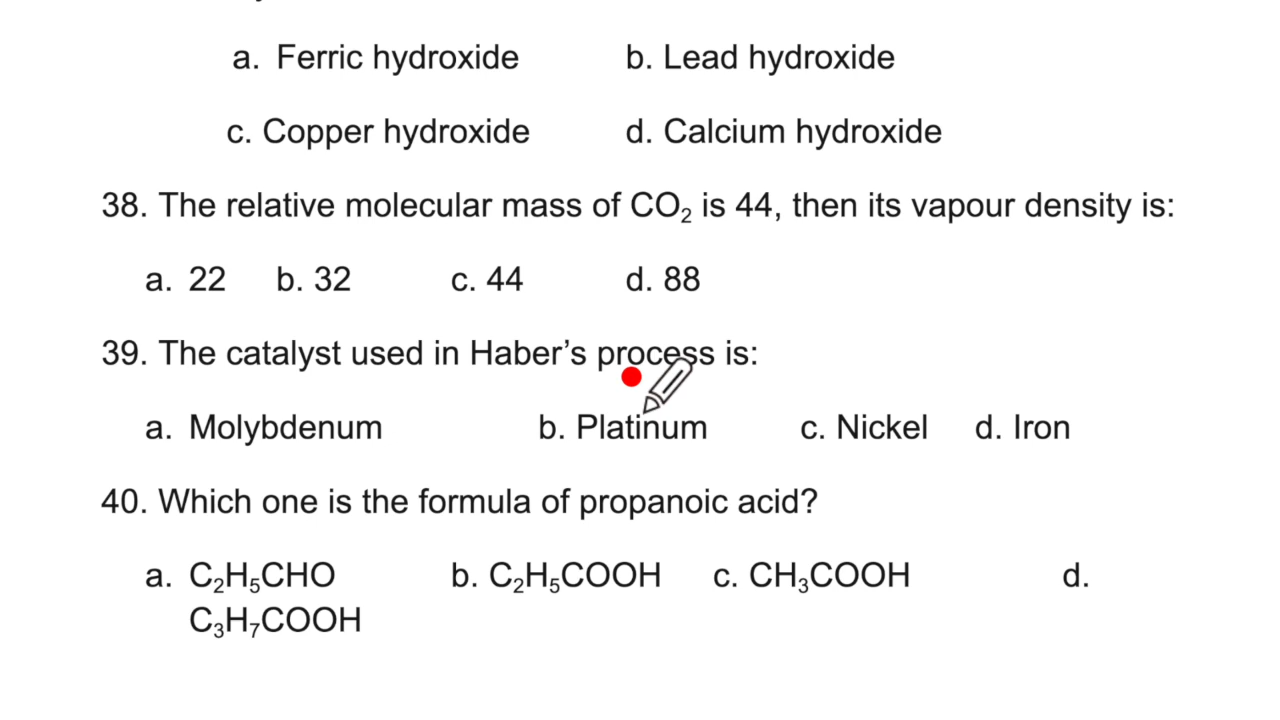 a. Ferric hydroxide b. Lead hydroxide
c. Copper hydroxide d. Calcium hydroxide
38. The relative molecular mass of CO₂ is 44, then its vapour density is:
a. 22 b. 32 c. 44 d. 88
39. The catalyst used in Haber’s process is:
a. Molybdenum b. Platinum c. Nickel d. Iron
40. Which one is the formula of propanoic acid?
a. C₂H₅CHO b. C₂H₅COOH c. CH₃COOH d.
C₃H₇COOH